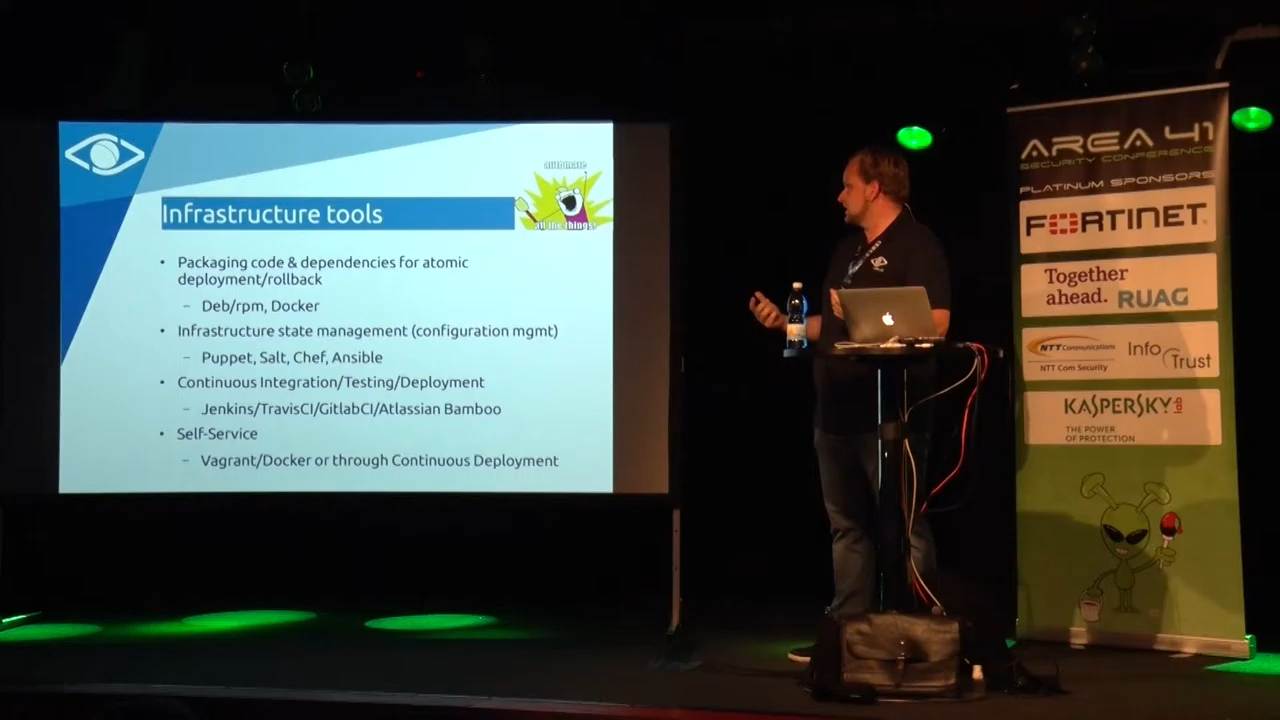 automate
all the things!
Infrastructure tools
• Packaging code & dependencies for atomic
deployment/rollback
– Deb/rpm, Docker
• Infrastructure state management (configuration mgmt)
– Puppet, Salt, Chef, Ansible
• Continuous Integration/Testing/Deployment
– Jenkins/TravisCI/GitlabCI/Atlassian Bamboo
• Self-Service
– Vagrant/Docker or through Continuous Deployment
AREA 41
SECURITY CONFERENCE
PLATINUM SPONSORS
FORTINET
Together
ahead. RUAG
NTT Communications
NTT Com Security
Info Trust
KASPERSKY lab
THE POWER
OF PROTECTION